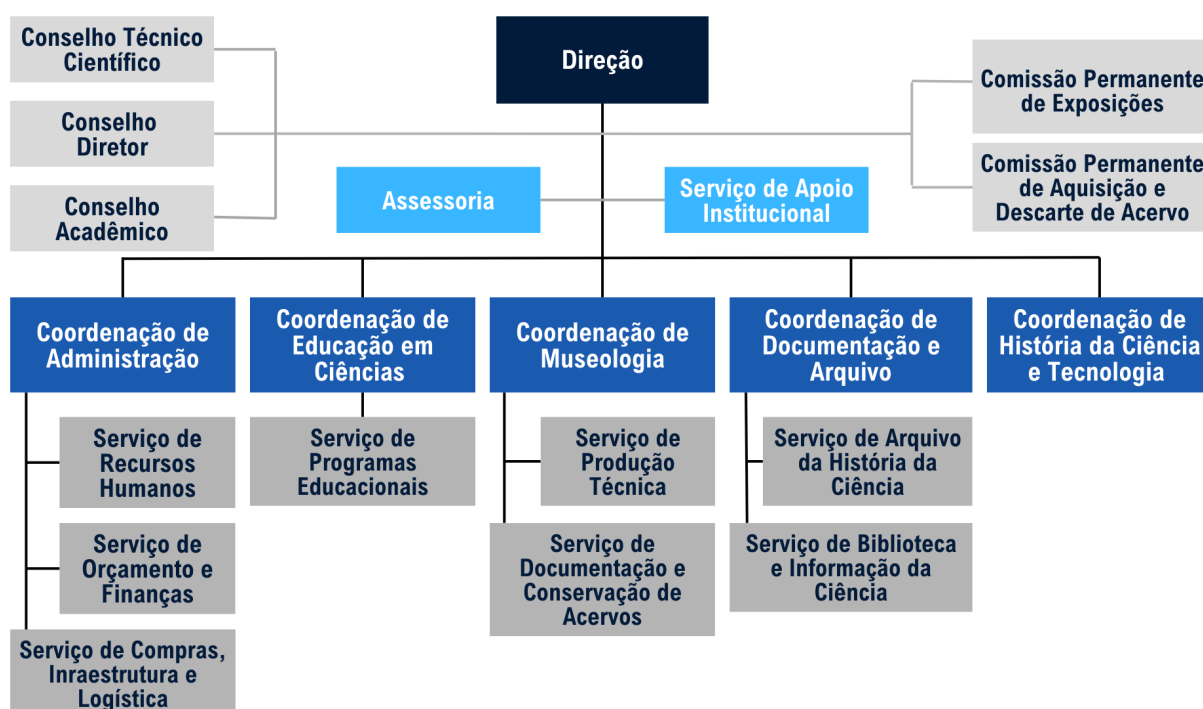 Conselho Técnico
Científico
Conselho
Diretor
Conselho
Acadêmico
Direção
Comissão Permanente
de Exposições
Comissão Permanente
de Aquisição e
Descarte de Acervo
Assessoria
Serviço de Apoio
Institucional
Coordenação de
Administração
Coordenação de
Educação em
Ciências
Coordenação de
Museologia
Coordenação de
Documentação e
Arquivo
Coordenação de
História da Ciência
e Tecnologia
Serviço de
Recursos
Humanos
Serviço de
Orçamento e
Finanças
Serviço de Compras,
Inraestrutura e
Logística
Serviço de
Programas
Educacionais
Serviço de
Produção
Técnica
Serviço de
Documentação e
Conservação de
Acervos
Serviço de Arquivo
da História da
Ciência
Serviço de Biblioteca
e Informação da
Ciência